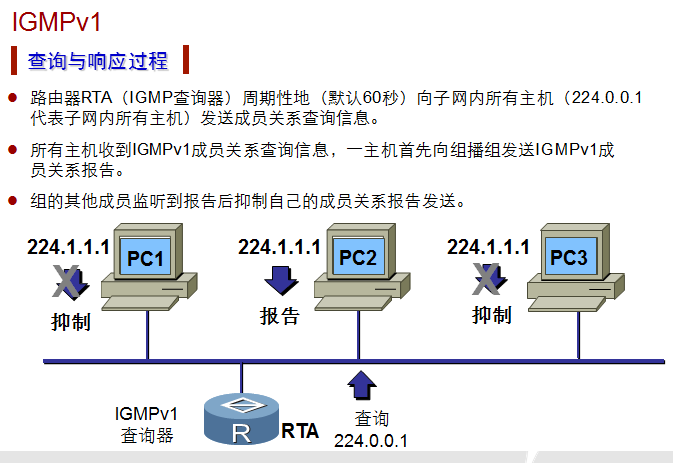 IGMPv1
查询与响应过程
路由器RTA（IGMP查询器）周期性地（默认60秒）向子网内所有主机（224.0.0.1
代表子网内所有主机）发送成员关系查询信息。
所有主机收到IGMPv1成员关系查询信息，一主机首先向组播组发送IGMPv1成
员关系报告。
组的其他成员监听到报告后抑制自己的成员关系报告发送。
224.1.1.1
PC1
224.1.1.1
PC2
224.1.1.1
PC3
抑制
报告
抑制
IGMPv1
查询器
R
RTA
查询
224.0.0.1